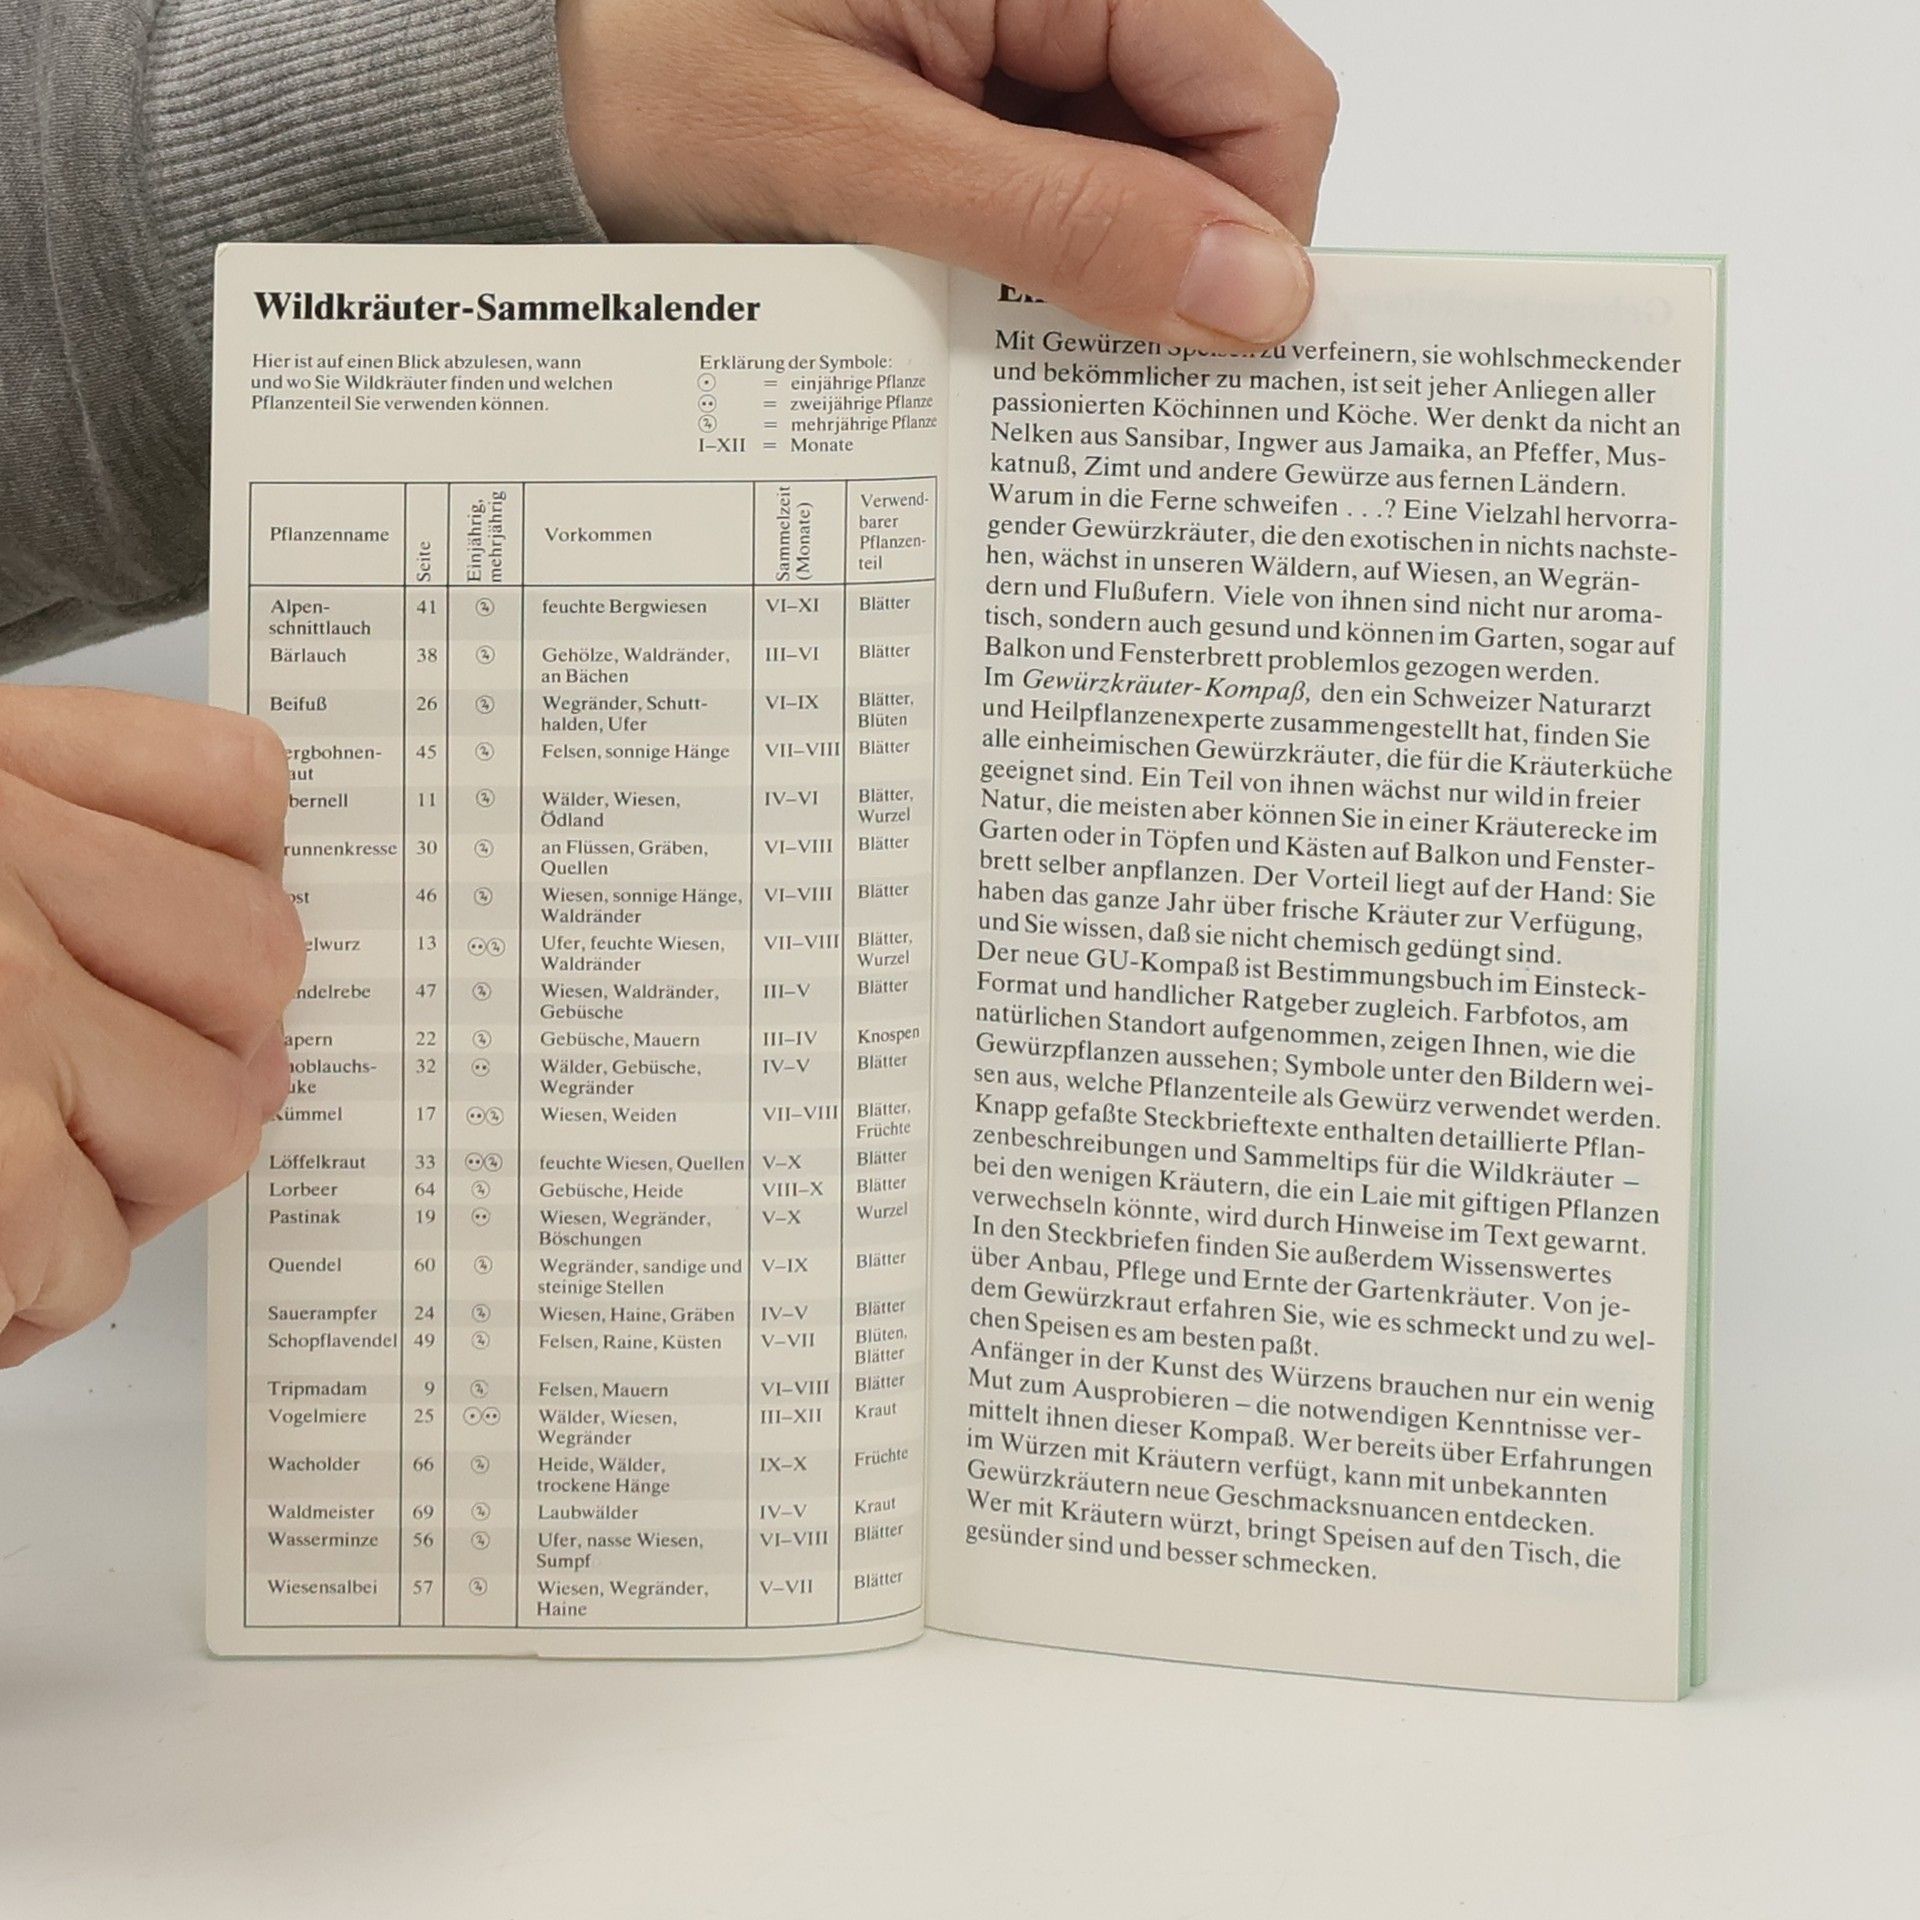 Wildkräuter-Sammelkalender
Hier ist auf einen Blick abzulesen, wann
und wo Sie Wildkräuter finden und welchen
Pflanzenteil Sie verwenden können.
Erklärung der Symbole:
= einjährige Pflanze
= zweijährige Pflanze
= mehrjährige Pflanze
I–XII = Monate
Pflanzenname Seite Einjährig, mehrjährig Vorkommen Sammelzeit (Monate) Verwend-
barer
Pflanzen-
teil
Alpen- 41 feuchte Bergwiesen VI–XI Blätter
schnittlauch
Bärlauch 38 Gehölze, Waldränder, III–VI Blätter
an Bächen
Beifuß 26 Wegränder, Schutt- VI–IX Blätter,
halden, Ufer Blüten
ergbohnen- 45 Felsen, sonnige Hänge VII–VIII Blätter
aut
bernell 11 Wälder, Wiesen, IV–VI Blätter,
Ödland Wurzel
runnenkresse 30 an Flüssen, Gräben, VI–VIII Blätter
Quellen
ost 46 Wiesen, sonnige Hänge, VI–VIII Blätter
Waldränder
elwurz 13 Ufer, feuchte Wiesen, VII–VIII Blätter,
Waldränder Wurzel
ndelrebe 47 Wiesen, Waldränder, III–V Blätter
Gebüsche
apern 22 Gebüsche, Mauern III–IV Knospen
noblauchs- 32 Wälder, Gebüsche, IV–V Blätter
uke Wegränder
Kümmel 17 Wiesen, Weiden VII–VIII Blätter,
Früchte
Löffelkraut 33 feuchte Wiesen, Quellen V–X Blätter
Lorbeer 64 Gebüsche, Heide VIII–X Blätter
Pastinak 19 Wiesen, Wegränder, V–X Wurzel
Böschungen
Quendel 60 Wegränder, sandige und V–IX Blätter
steinige Stellen
Sauerampfer 24 Wiesen, Haine, Gräben IV–V Blätter
Schopflavendel 49 Felsen, Raine, Küsten V–VII Blüten,
Blätter
Tripmadam 9 Felsen, Mauern VI–VIII Blätter
Vogelmiere 25 Wälder, Wiesen, III–XII Kraut
Wegränder
Wacholder 66 Heide, Wälder, IX–X Früchte
trockene Hänge
Waldmeister 69 Laubwälder IV–V Kraut
Wasserminze 56 Ufer, nasse Wiesen, VI–VIII Blätter
Sumpf
Wiesensalbei 57 Wiesen, Wegränder, V–VII Blätter
Haine
Mit Gewürzen zu verfeinern, sie wohlschmeckender
und bekömmlicher zu machen, ist seit jeher Anliegen aller
passionierten Köchinnen und Köche. Wer denkt da nicht an
Nelken aus Sansibar, Ingwer aus Jamaika, an Pfeffer, Mus-
katnuß, Zimt und andere Gewürze aus fernen Ländern.
Warum in die Ferne schweifen . . .? Eine Vielzahl hervorra-
gender Gewürzkräuter, die den exotischen in nichts nachste-
hen, wächst in unseren Wäldern, auf Wiesen, an Wegrän-
dern und Flußufern. Viele von ihnen sind nicht nur aroma-
tisch, sondern auch gesund und können im Garten, sogar auf
Balkon und Fensterbrett problemlos gezogen werden.
Im Gewürzkräuter-Kompaß, den ein Schweizer Naturarzt
und Heilpflanzenexperte zusammengestellt hat, finden Sie
alle einheimischen Gewürzkräuter, die für die Kräuterküche
geeignet sind. Ein Teil von ihnen wächst nur wild in freier
Natur, die meisten aber können Sie in einer Kräuterecke im
Garten oder in Töpfen und Kästen auf Balkon und Fenster-
brett selber anpflanzen. Der Vorteil liegt auf der Hand: Sie
haben das ganze Jahr über frische Kräuter zur Verfügung,
und Sie wissen, daß sie nicht chemisch gedüngt sind.
Der neue GU-Kompaß ist Bestimmungsbuch im Einsteck-
Format und handlicher Ratgeber zugleich. Farbfotos, am
natürlichen Standort aufgenommen, zeigen Ihnen, wie die
Gewürzpflanzen aussehen; Symbole unter den Bildern wei-
sen aus, welche Pflanzenteile als Gewürz verwendet werden.
Knapp gefaßte Steckbrieftexte enthalten detaillierte Pflan-
zenbeschreibungen und Sammeltips für die Wildkräuter –
bei den wenigen Kräutern, die ein Laie mit giftigen Pflanzen
verwechseln könnte, wird durch Hinweise im Text gewarnt.
In den Steckbriefen finden Sie außerdem Wissenswertes
über Anbau, Pflege und Ernte der Gartenkräuter. Von je-
dem Gewürzkraut erfahren Sie, wie es schmeckt und zu wel-
chen Speisen es am besten paßt.
Anfänger in der Kunst des Würzens brauchen nur ein wenig
Mut zum Ausprobieren – die notwendigen Kenntnisse ver-
mittelt ihnen dieser Kompaß. Wer bereits über Erfahrungen
im Würzen mit Kräutern verfügt, kann mit unbekannten
Gewürzkräutern neue Geschmacksnuancen entdecken.
Wer mit Kräutern würzt, bringt Speisen auf den Tisch, die
gesünder sind und besser schmecken.